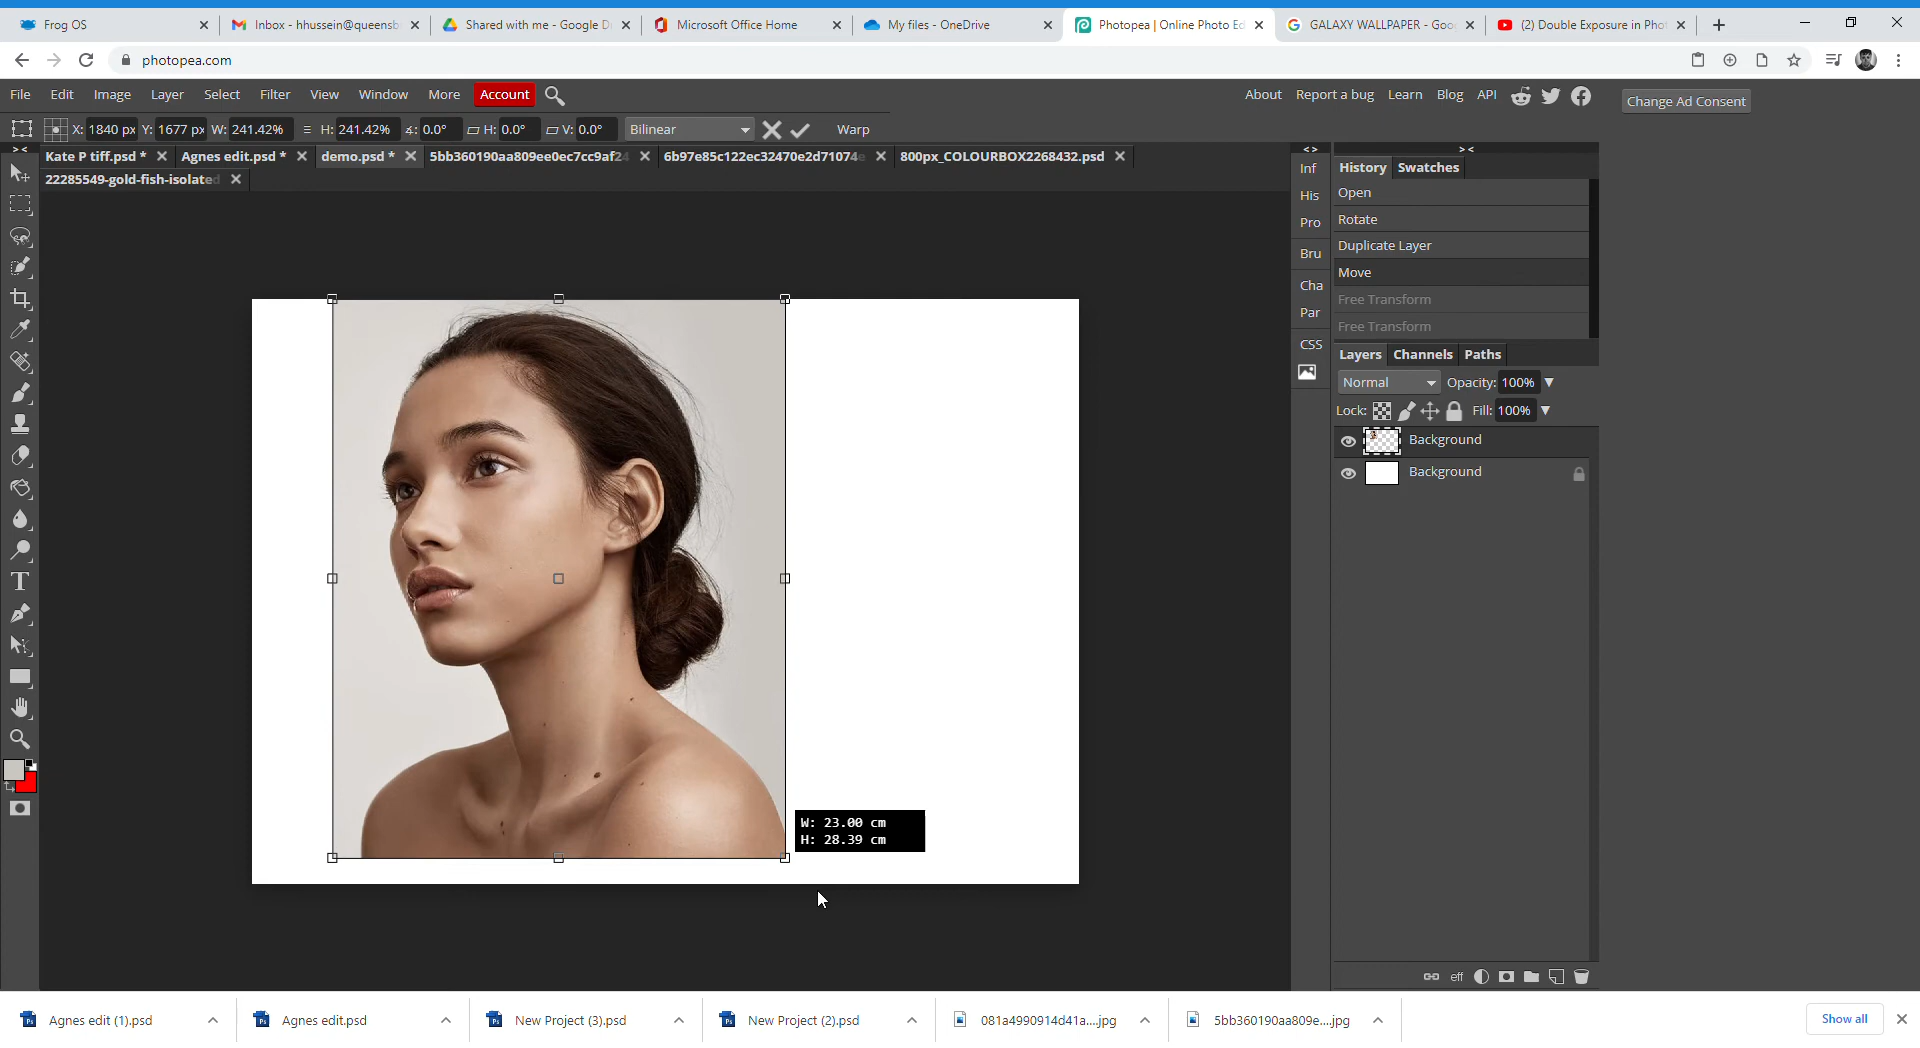 Frog OS
Inbox - hhussein@queensb
Shared with me - Google D
Microsoft Office Home
My files - OneDrive
Photopea | Online Photo Ed
GALAXY WALLPAPER - Goo
(2) Double Exposure in Phot
photopea.com
File Edit Image Layer Select Filter View Window More Account
About Report a bug Learn Blog API
Change Ad Consent
X: 1840 px Y: 1677 px W: 241.42% H: 241.42% 0.0° H: 0.0° V: 0.0° Bilinear Warp
Kate P tiff.psd * Agnes edit.psd * demo.psd * 5bb360190aa809ee0ec7cc9af24 6b97e85c122ec32470e2d71074e 800px_COLOURBOX2268432.psd
22285549-gold-fish-isolated
Inf
His
Pro
Bru
Cha
Par
CSS
History Swatches
Open
Rotate
Duplicate Layer
Move
Free Transform
Free Transform
Layers Channels Paths
Normal Opacity: 100%
Lock: Fill: 100%
Background
Background
W: 23.00 cm
H: 28.39 cm
eff
Agnes edit (1).psd
Agnes edit.psd
New Project (3).psd
New Project (2).psd
081a4990914d41a....jpg
5bb360190aa809e....jpg
Show all